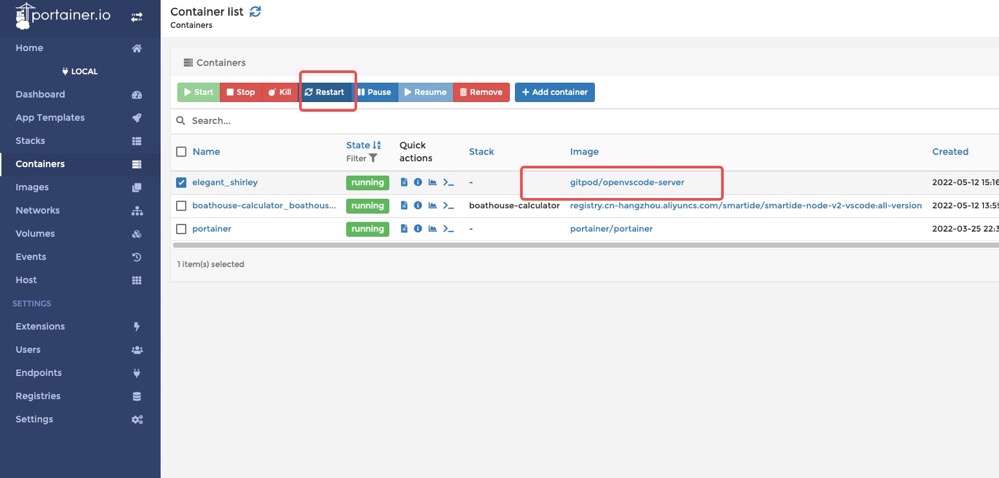 portainer.io
Container list
Containers
Home
LOCAL
Dashboard
App Templates
Stacks
Containers
Images
Networks
Volumes
Events
Host
SETTINGS
Extensions
Users
Endpoints
Registries
Settings
Containers
Start Stop Kill Restart Pause Resume Remove + Add container
Search...
Name State Filter Quick actions Stack Image Created
elegant_shirley running >_ - gitpod/openvscode-server 2022-05-12 15:16
boathouse-calculator_boathous... running >_ boathouse-calculator registry.cn-hangzhou.aliyuncs.com/smartide/smartide-node-v2-vscode:all-version 2022-05-12 13:59
portainer running >_ - portainer/portainer 2022-03-25 22:3
1 item(s) selected